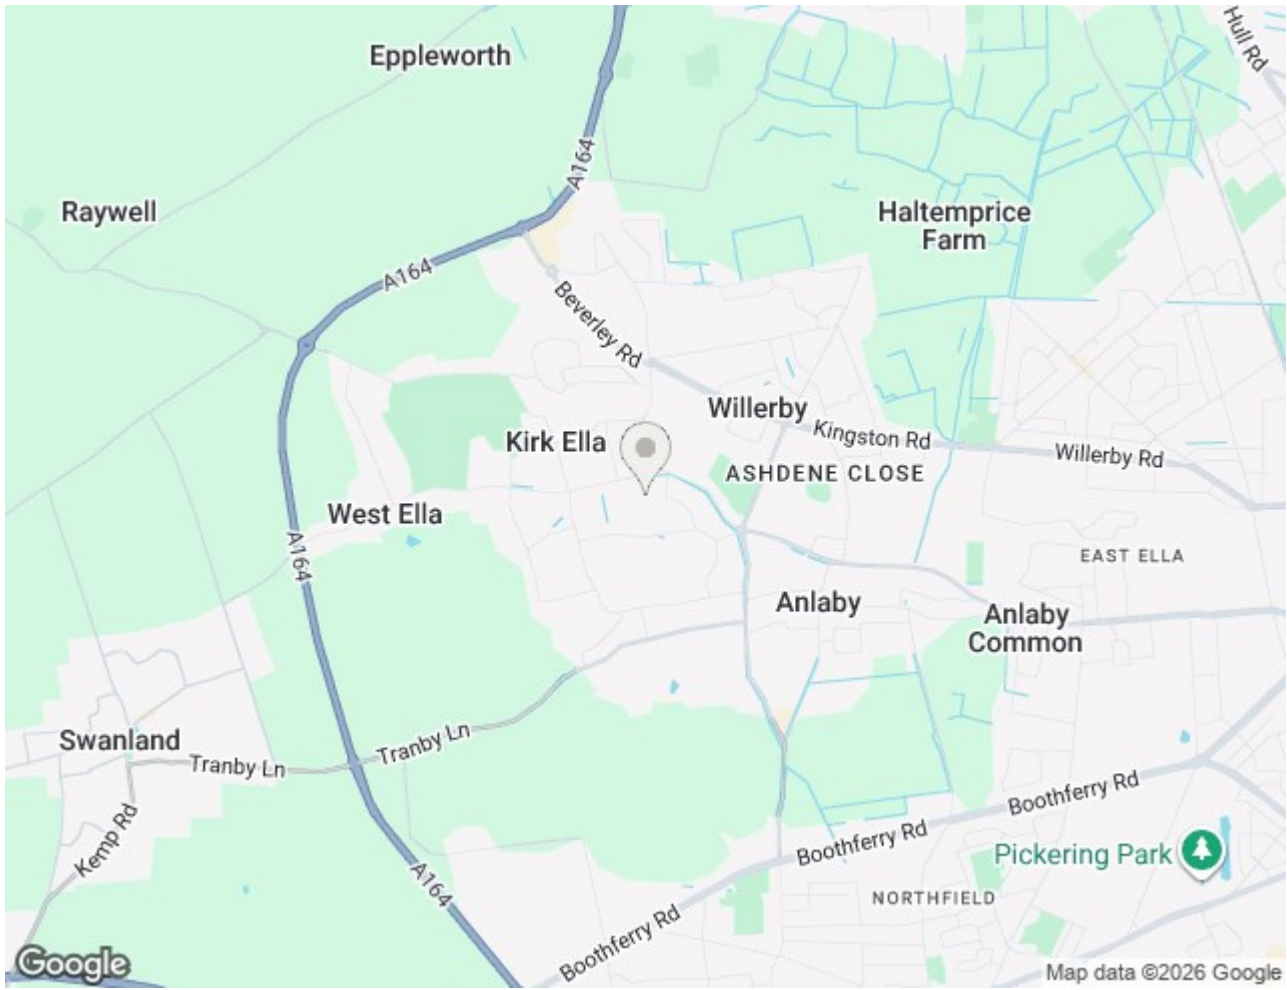 Hull Rd
Eppleworth
A164
Raywell
Haltemprice
Farm
A164
Beverley Rd
Willerby
Kingston Rd
Kirk Ella
Willerby Rd
ASHDENE CLOSE
West Ella
A164
EAST ELLA
Anlaby
Anlaby
Common
Swanland
Tranby Ln
Tranby Ln
Boothferry Rd
Kemp Rd
Boothferry Rd
Pickering Park
A164
NORTHFIELD
Boothferry Rd
Google
Map data ©2026 Google